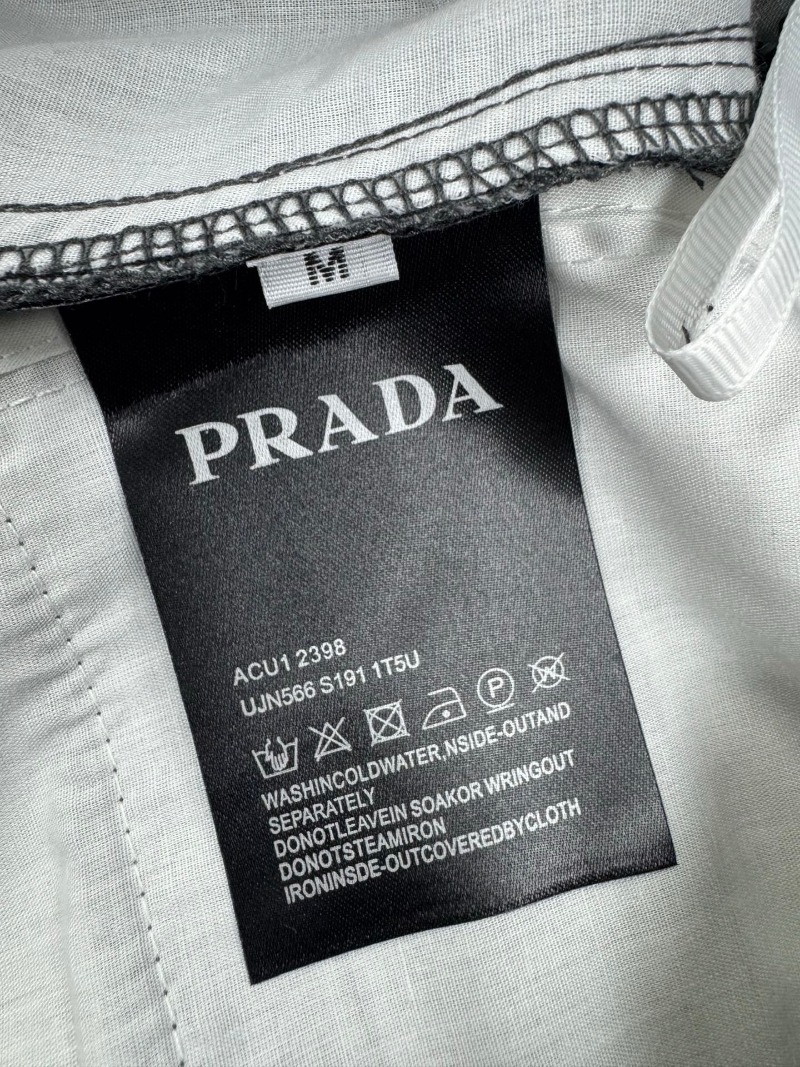 M
PRADA
ACU1 2398
UJN566 S191 1T5U
P
W
WASHINCOLDWATER,NSIDE-OUTAND
SEPARATELY
DONOTLEAVEIN SOAKOR WRINGOUT
DONOTSTEAMIRON
IRONINSDE-OUTCOVEREDBYCLOTH